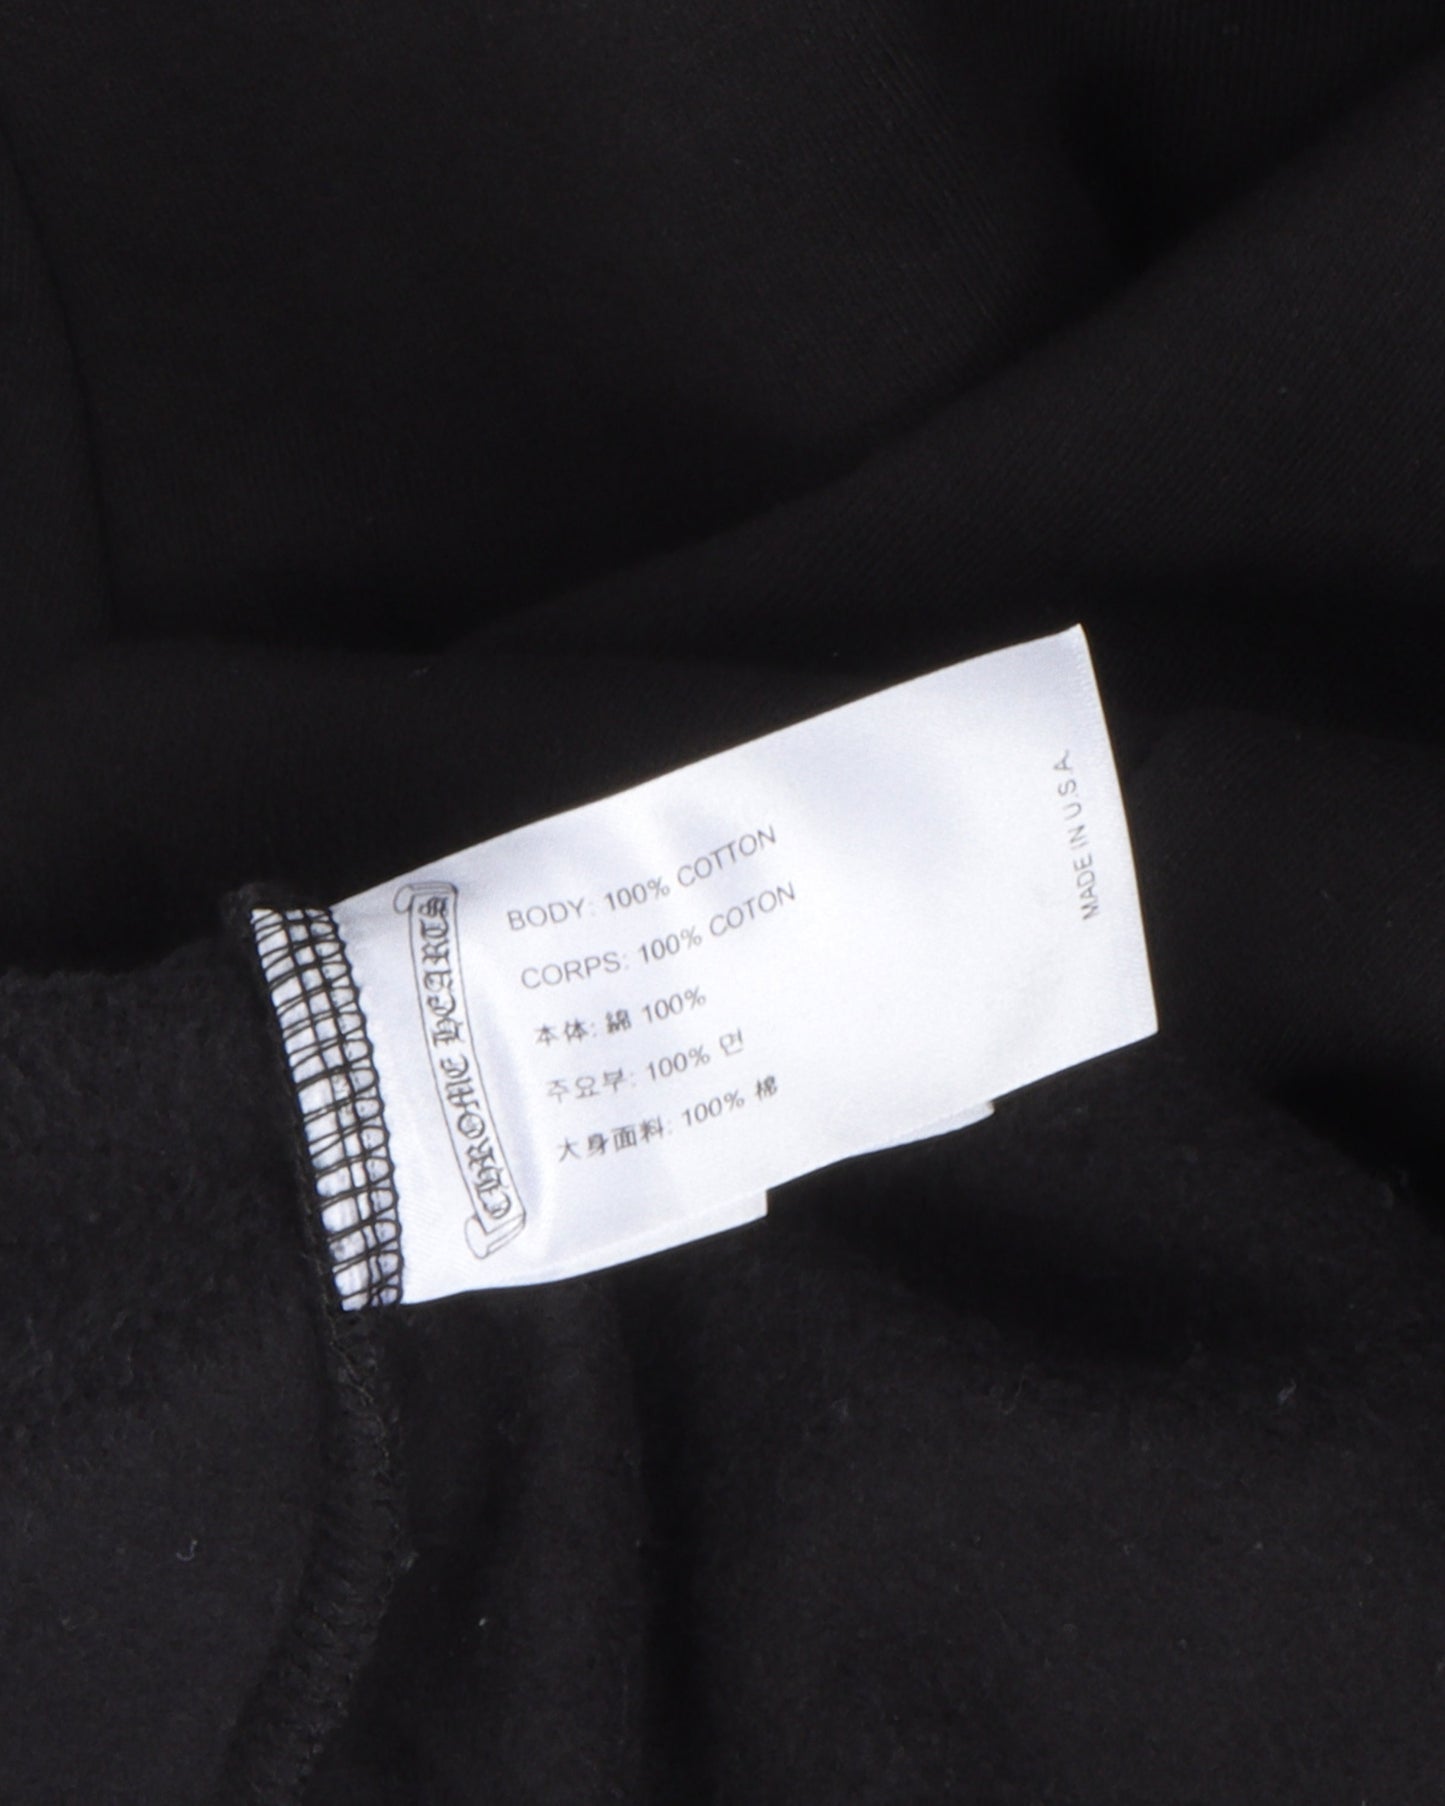 CHROME HEARTS
BODY: 100% COTTON
CORPS: 100% COTON
本体: 綿 100%
주요부: 100% 면
大身面料: 100% 棉
MADE IN U.S.A.